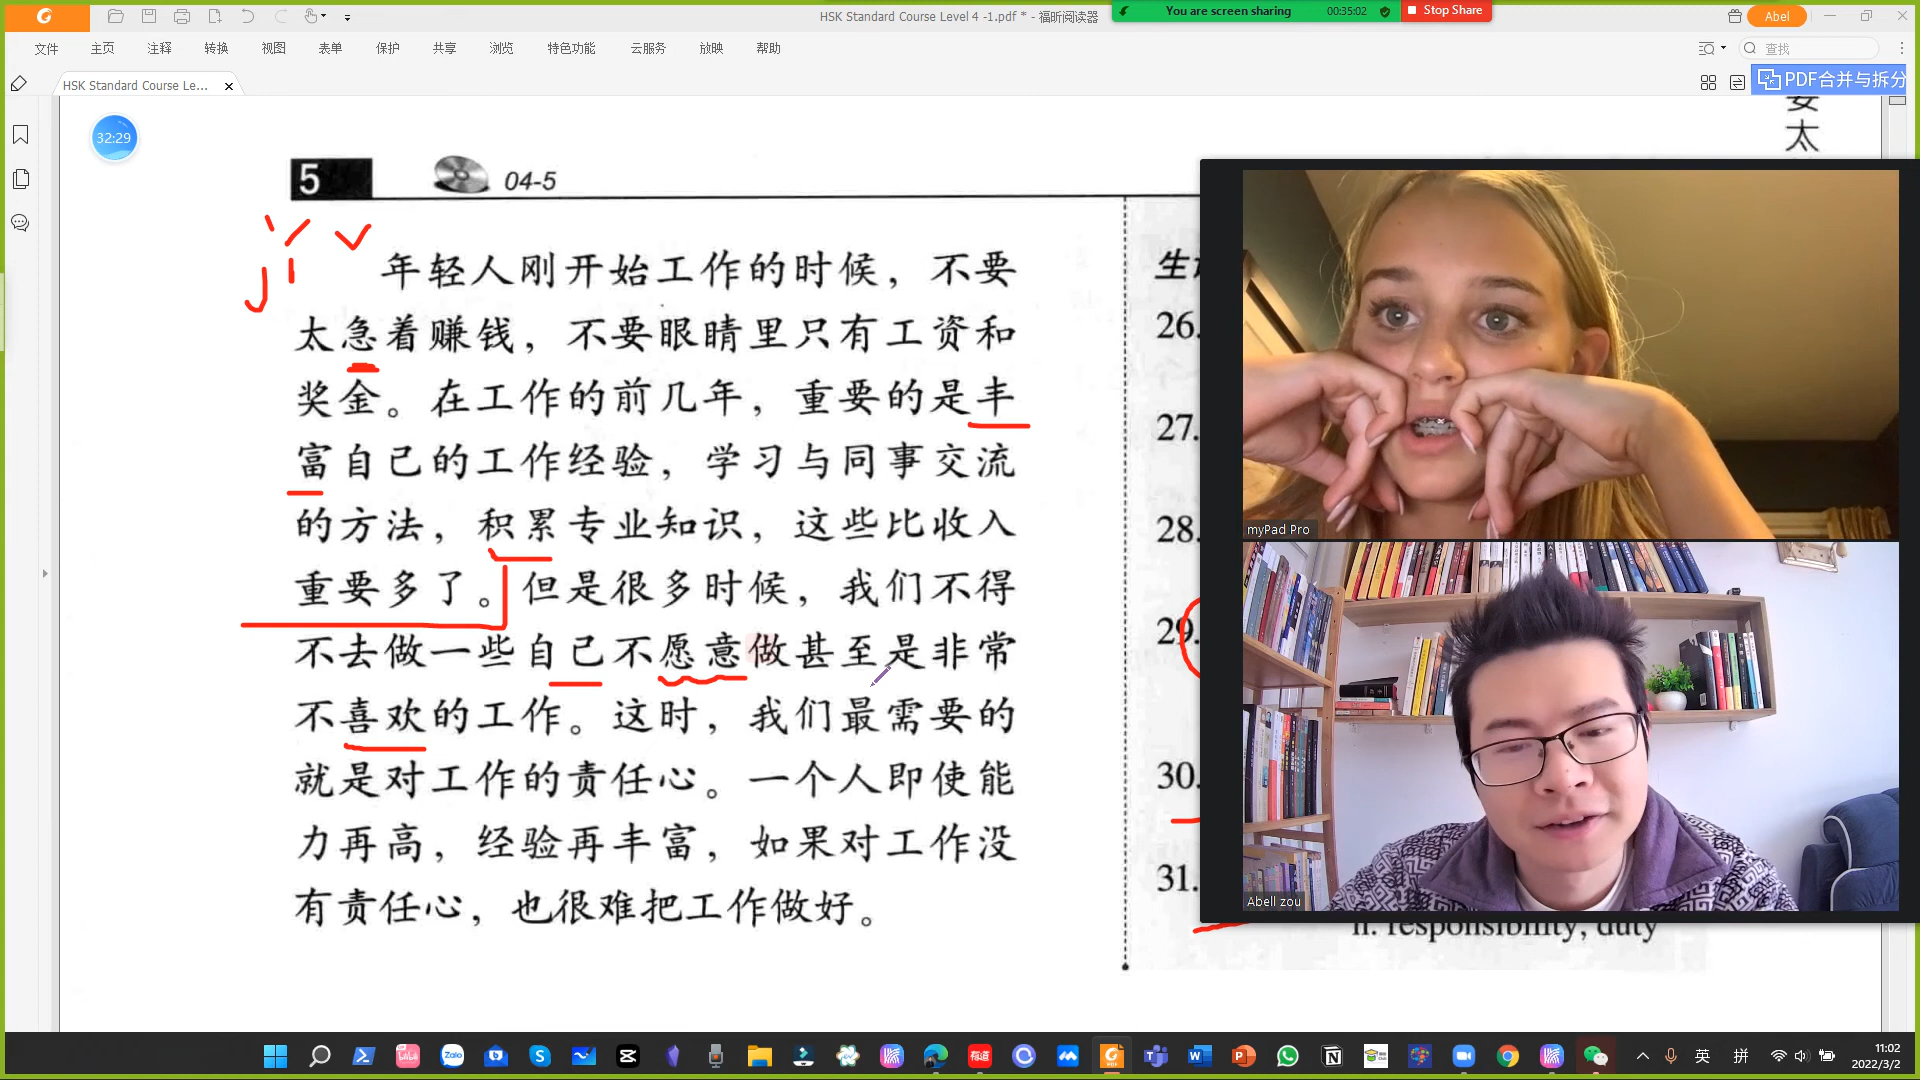 HSK Standard Course Level 4 -1.pdf * - 福昕阅读器
You are screen sharing
00:35:02
Stop Share
Abel
文件 主页 注释 转换 视图 表单 保护 共享 浏览 特色功能 云服务 放映 帮助
查找
HSK Standard Course Le...
PDF合并与拆分
32:29
太
5
04-5
年轻人刚开始工作的时候，不要
太急着赚钱，不要眼睛里只有工资和
奖金。在工作的前几年，重要的是丰
富自己的工作经验，学习与同事交流
的方法，积累专业知识，这些比收入
重要多了。但是很多时候，我们不得
不去做一些自己不愿意做甚至是非常
不喜欢的工作。这时，我们最需要的
就是对工作的责任心。一个人即使能
力再高，经验再丰富，如果对工作没
有责任心，也很难把工作做好。
jī
生
26.
27.
28.
29.
30.
31.
n. responsibility, duty
myPad Pro
Abell zou
Zalo
有道
英
拼
11:02
2022/3/2